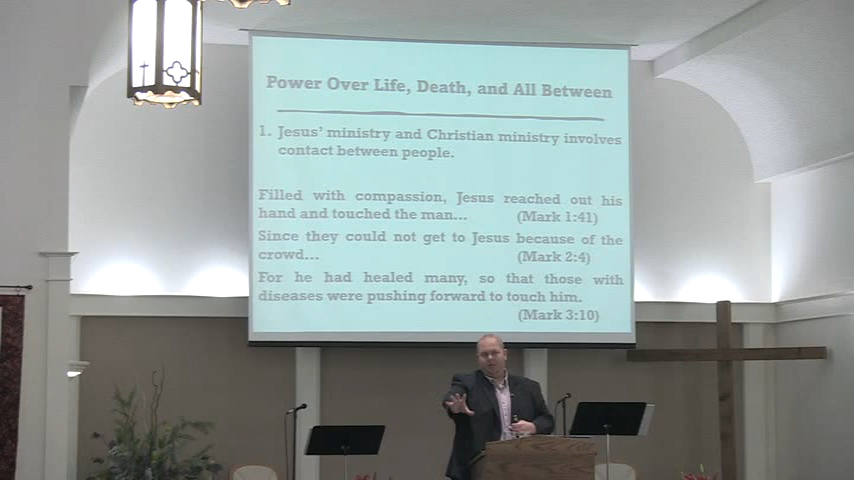 Power Over Life, Death, and All Between
1. Jesus' ministry and Christian ministry involves
contact between people.
Filled with compassion, Jesus reached out his
hand and touched the man... (Mark 1:41)
Since they could not get to Jesus because of the
crowd... (Mark 2:4)
For he had healed many, so that those with
diseases were pushing forward to touch him.
(Mark 3:10)